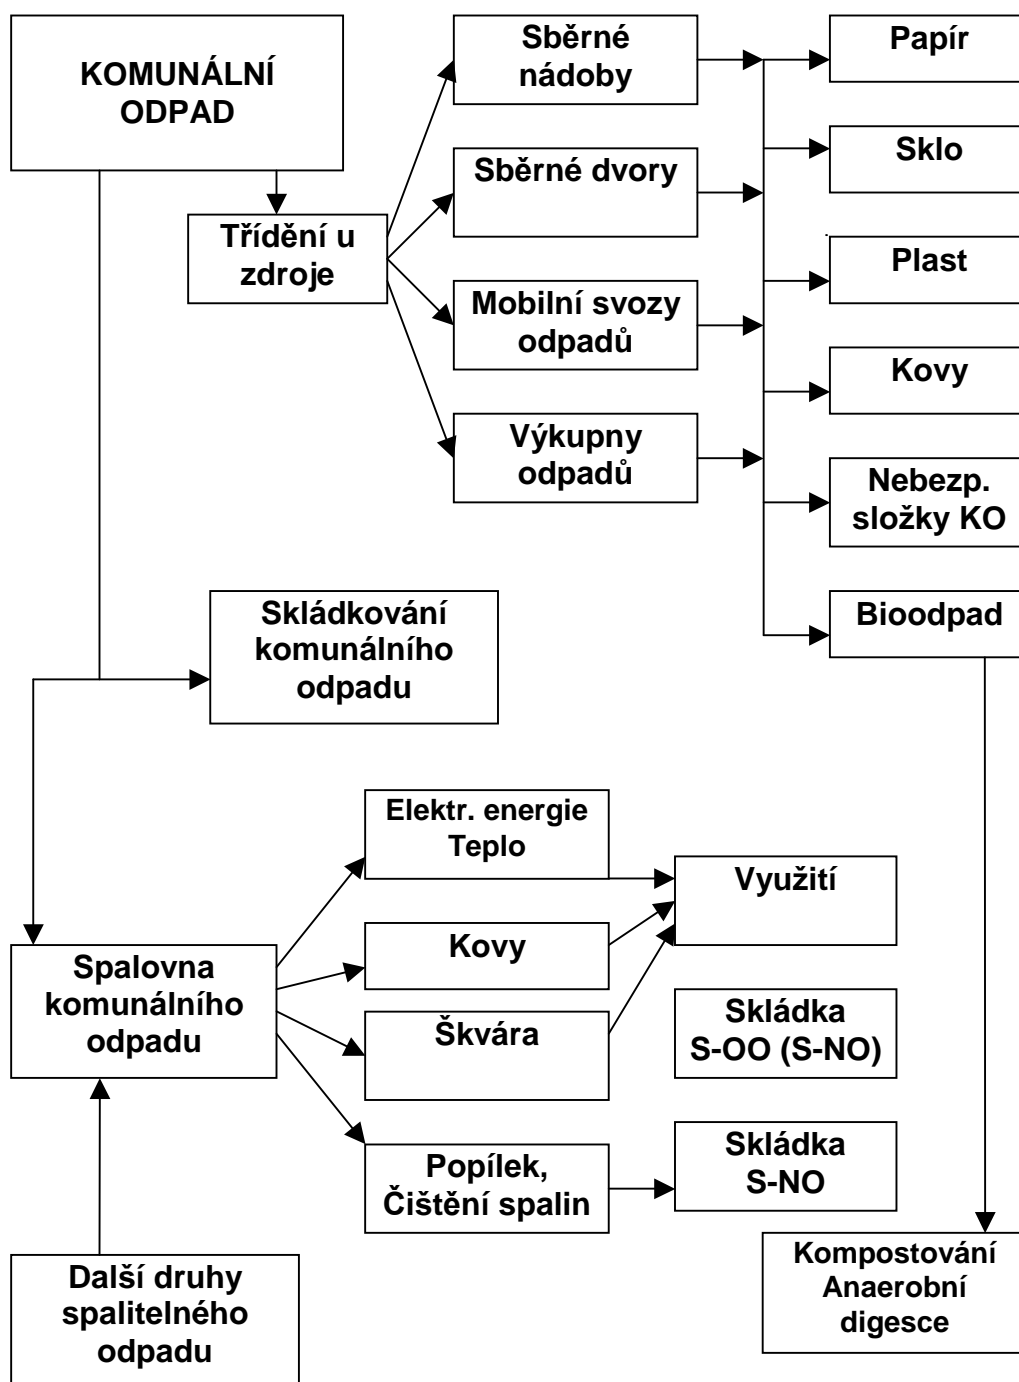 KOMUNÁLNÍ
ODPAD
Třídění u
zdroje
Sběrné
nádoby
Sběrné dvory
Mobilní svozy
odpadů
Výkupny
odpadů
Papír
Sklo
Plast
Kovy
Nebezp.
složky KO
Bioodpad
Skládkování
komunálního
odpadu
Elektr. energie
Teplo
Kovy
Škvára
Popílek,
Čištění spalin
Využití
Skládka
S-OO (S-NO)
Skládka
S-NO
Spalovna
komunálního
odpadu
Další druhy
spalitelného
odpadu
Kompostování
Anaerobní
digesce